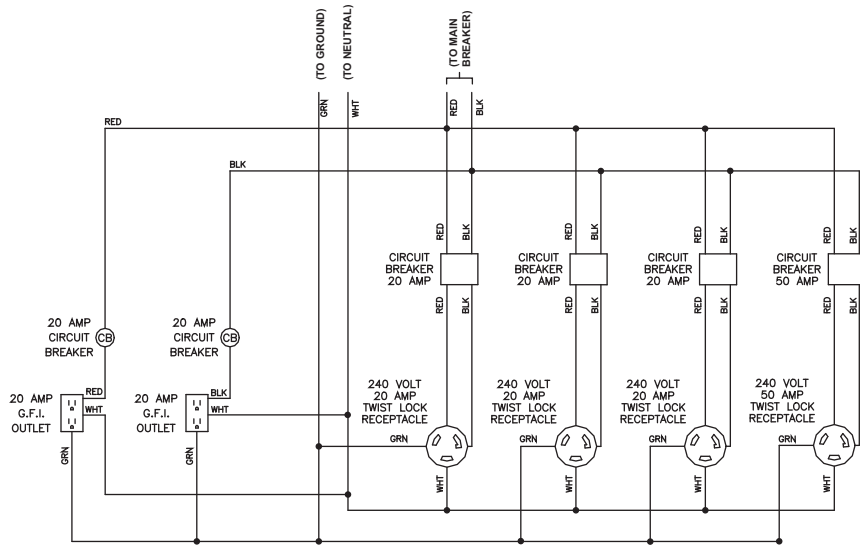 (TO GROUND)
(TO NEUTRAL)
(TO MAIN
BREAKER)
GRN
WHT
RED
BLK
RED
BLK
RED
BLK
RED
BLK
RED
BLK
RED
BLK
CIRCUIT
BREAKER
20 AMP
CIRCUIT
BREAKER
20 AMP
CIRCUIT
BREAKER
20 AMP
CIRCUIT
BREAKER
50 AMP
RED
BLK
RED
BLK
RED
BLK
RED
BLK
20 AMP
CIRCUIT
BREAKER
CB
20 AMP
CIRCUIT
BREAKER
CB
20 AMP
G.F.I.
OUTLET
RED
WHT
GRN
20 AMP
G.F.I.
OUTLET
BLK
WHT
GRN
240 VOLT
20 AMP
TWIST LOCK
RECEPTACLE
240 VOLT
20 AMP
TWIST LOCK
RECEPTACLE
240 VOLT
20 AMP
TWIST LOCK
RECEPTACLE
240 VOLT
50 AMP
TWIST LOCK
RECEPTACLE
GRN
GRN
GRN
GRN
WHT
WHT
WHT
WHT